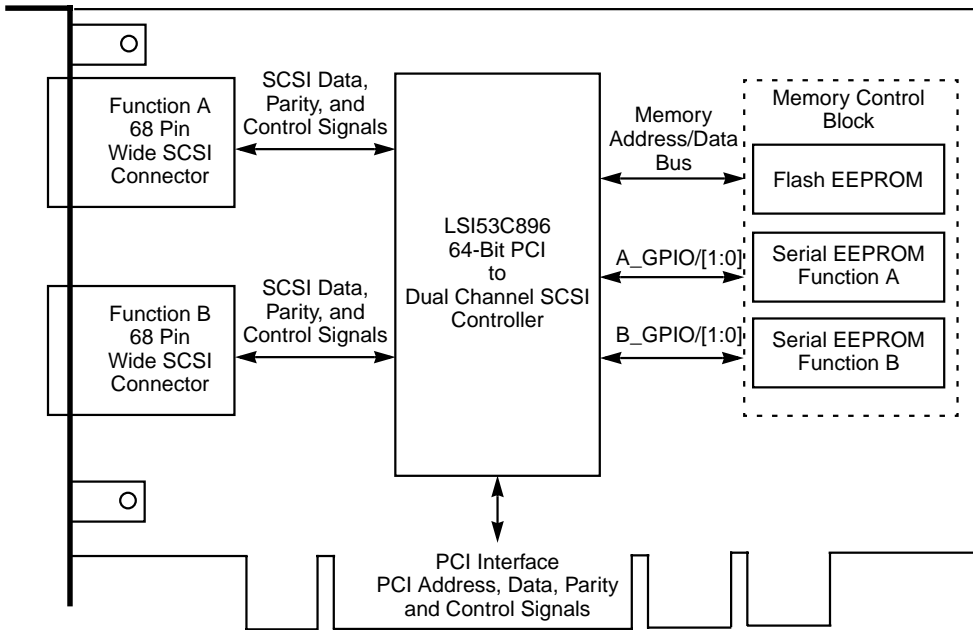 Function A
68 Pin
Wide SCSI
Connector
SCSI Data,
Parity, and
Control Signals
Function B
68 Pin
Wide SCSI
Connector
SCSI Data,
Parity, and
Control Signals
LSI53C896
64-Bit PCI
to
Dual Channel SCSI
Controller
Memory
Address/Data
Bus
A_GPIO/[1:0]
B_GPIO/[1:0]
Memory Control
Block
Flash EEPROM
Serial EEPROM
Function A
Serial EEPROM
Function B
PCI Interface
PCI Address, Data, Parity
and Control Signals